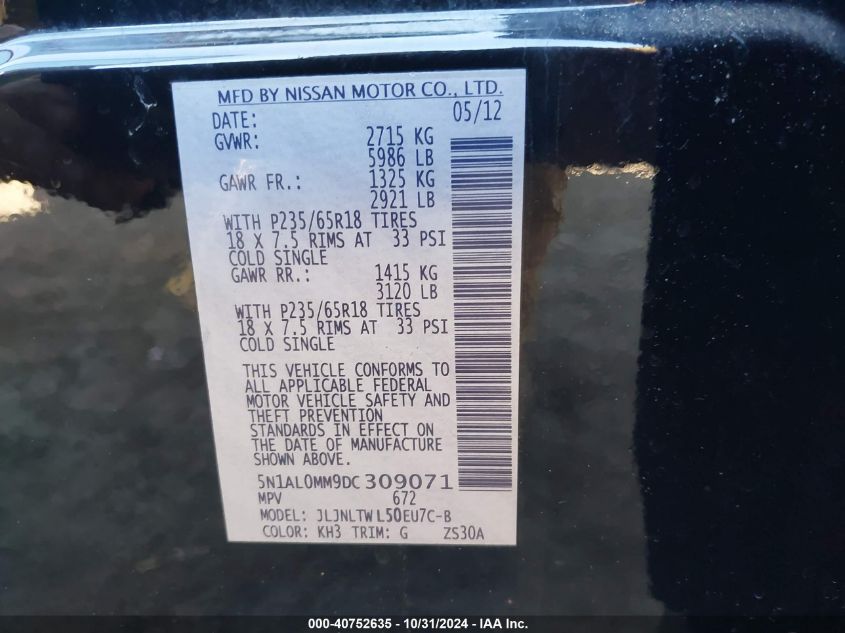 MFD BY NISSAN MOTOR CO., LTD.
DATE: 05/12
GVWR: 2715 KG
5986 LB
GAWR FR.: 1325 KG
2921 LB
WITH P235/65R18 TIRES
18 X 7.5 RIMS AT 33 PSI
COLD SINGLE
GAWR RR.: 1415 KG
3120 LB
WITH P235/65R18 TIRES
18 X 7.5 RIMS AT 33 PSI
COLD SINGLE
THIS VEHICLE CONFORMS TO
ALL APPLICABLE FEDERAL
MOTOR VEHICLE SAFETY AND
THEFT PREVENTION
STANDARDS IN EFFECT ON
THE DATE OF MANUFACTURE
SHOWN ABOVE.
5N1AL0MM9DC 309071
MPV 672
MODEL: JLJNLTW L50EU7C-B
COLOR: KH3 TRIM: G ZS30A
000-40752635 - 10/31/2024 - IAA Inc.